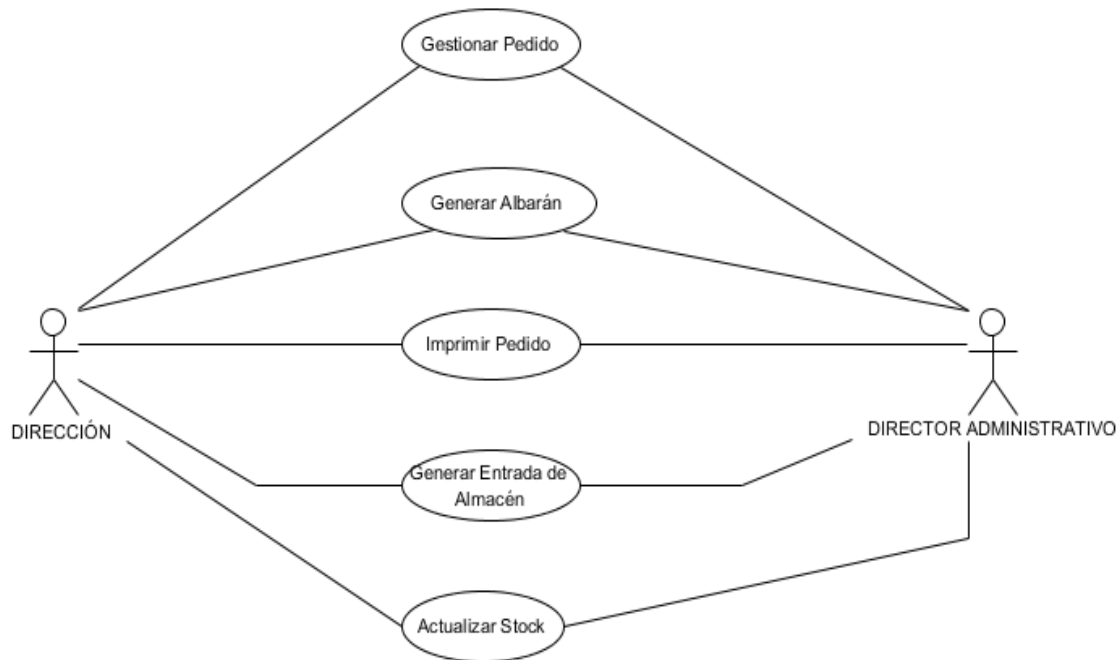 Gestionar Pedido
Generar Albarán
Imprimir Pedido
DIRECCIÓN
DIRECTOR ADMINISTRATIVO
Generar Entrada de
Almacén
Actualizar Stock